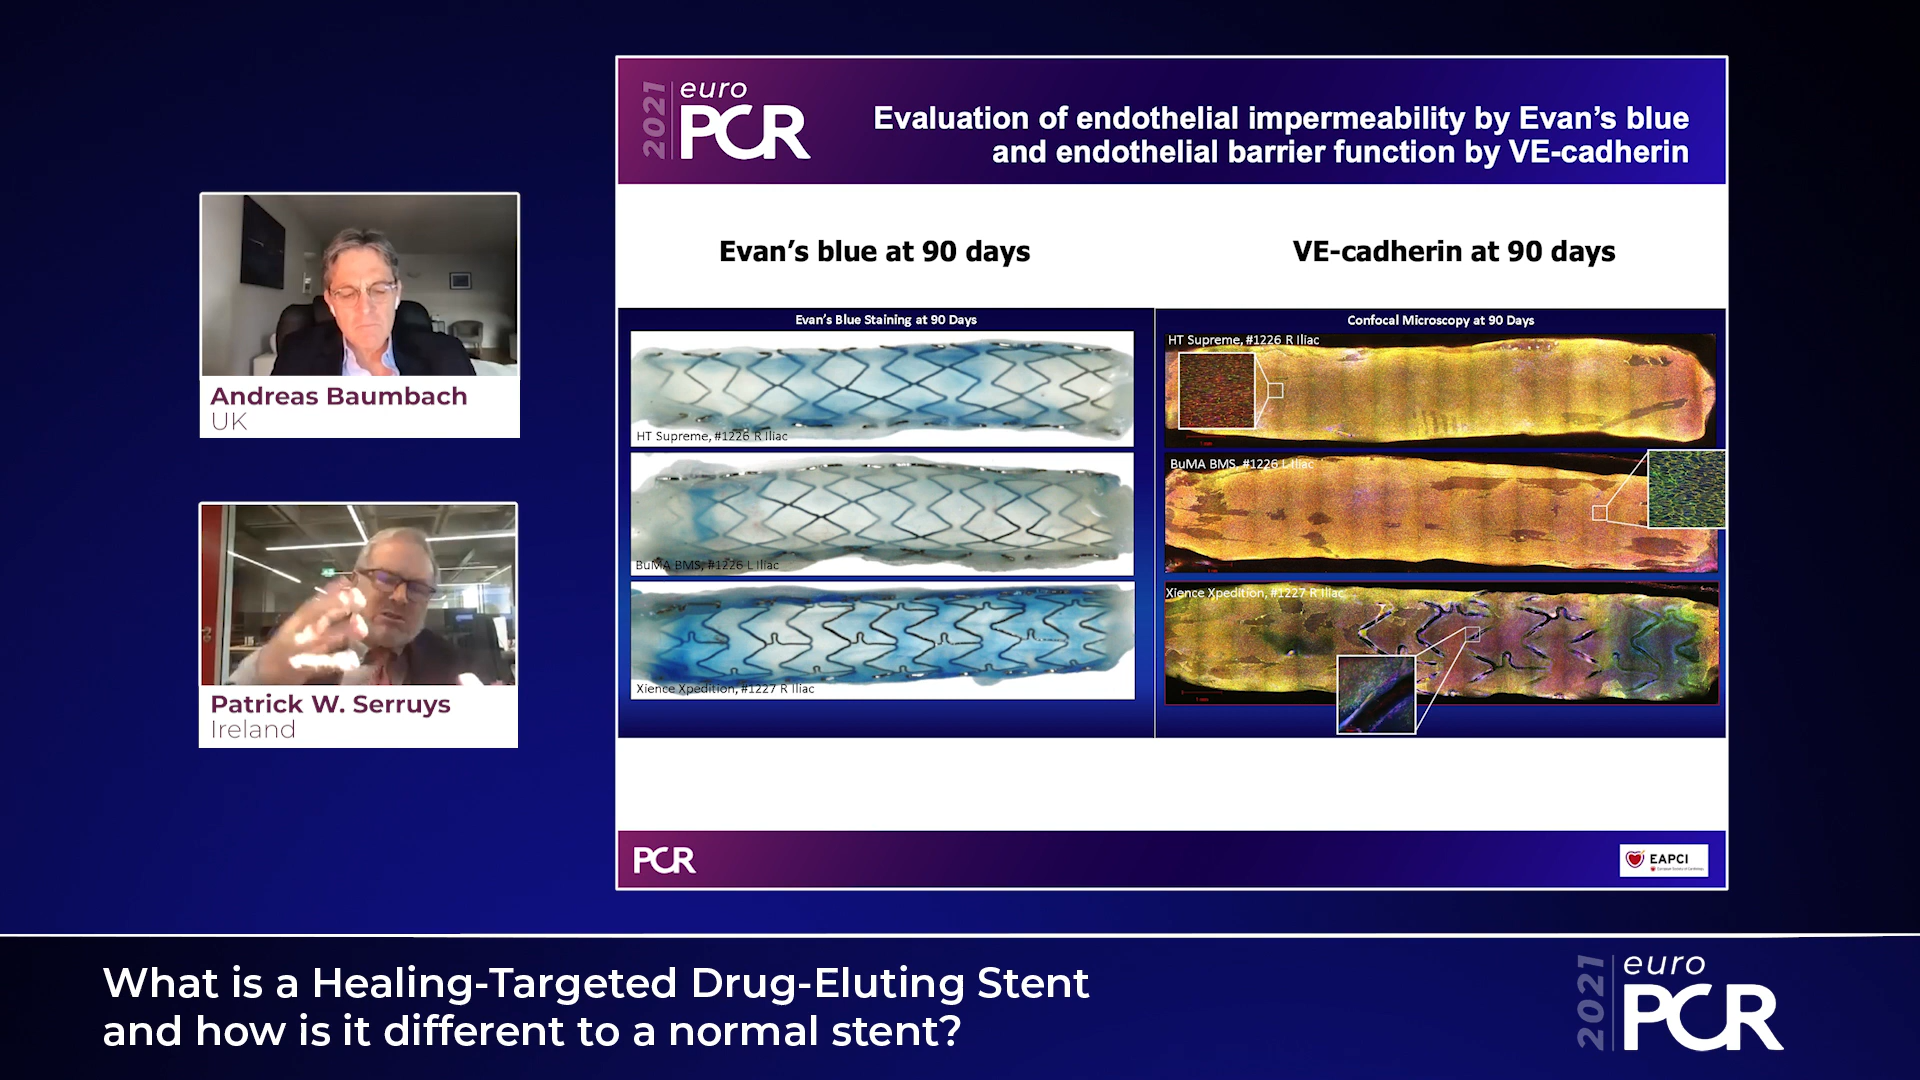 2021
euro
PCR
Evaluation of endothelial impermeability by Evan's blue
and endothelial barrier function by VE-cadherin
Evan's blue at 90 days
VE-cadherin at 90 days
Evan's Blue Staining at 90 Days
HT Supreme, #1226 R Iliac
BuMA BMS, #1226 L Iliac
Xience Xpedition, #1227 R Iliac
Confocal Microscopy at 90 Days
HT Supreme, #1226 R Iliac
BuMA BMS, #1226 L Iliac
Xience Xpedition, #1227 R Iliac
PCR
EAPCI
Andreas Baumbach
UK
Patrick W. Serruys
Ireland
What is a Healing-Targeted Drug-Eluting Stent
and how is it different to a normal stent?
2021
euro
PCR